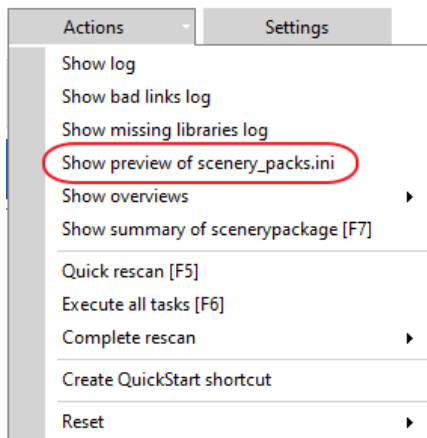 Actions
Settings
Show log
Show bad links log
Show missing libraries log
Show preview of scenery_packs.ini
Show overviews
Show summary of scenerypackage [F7]
Quick rescan [F5]
Execute all tasks [F6]
Complete rescan
Create QuickStart shortcut
Reset